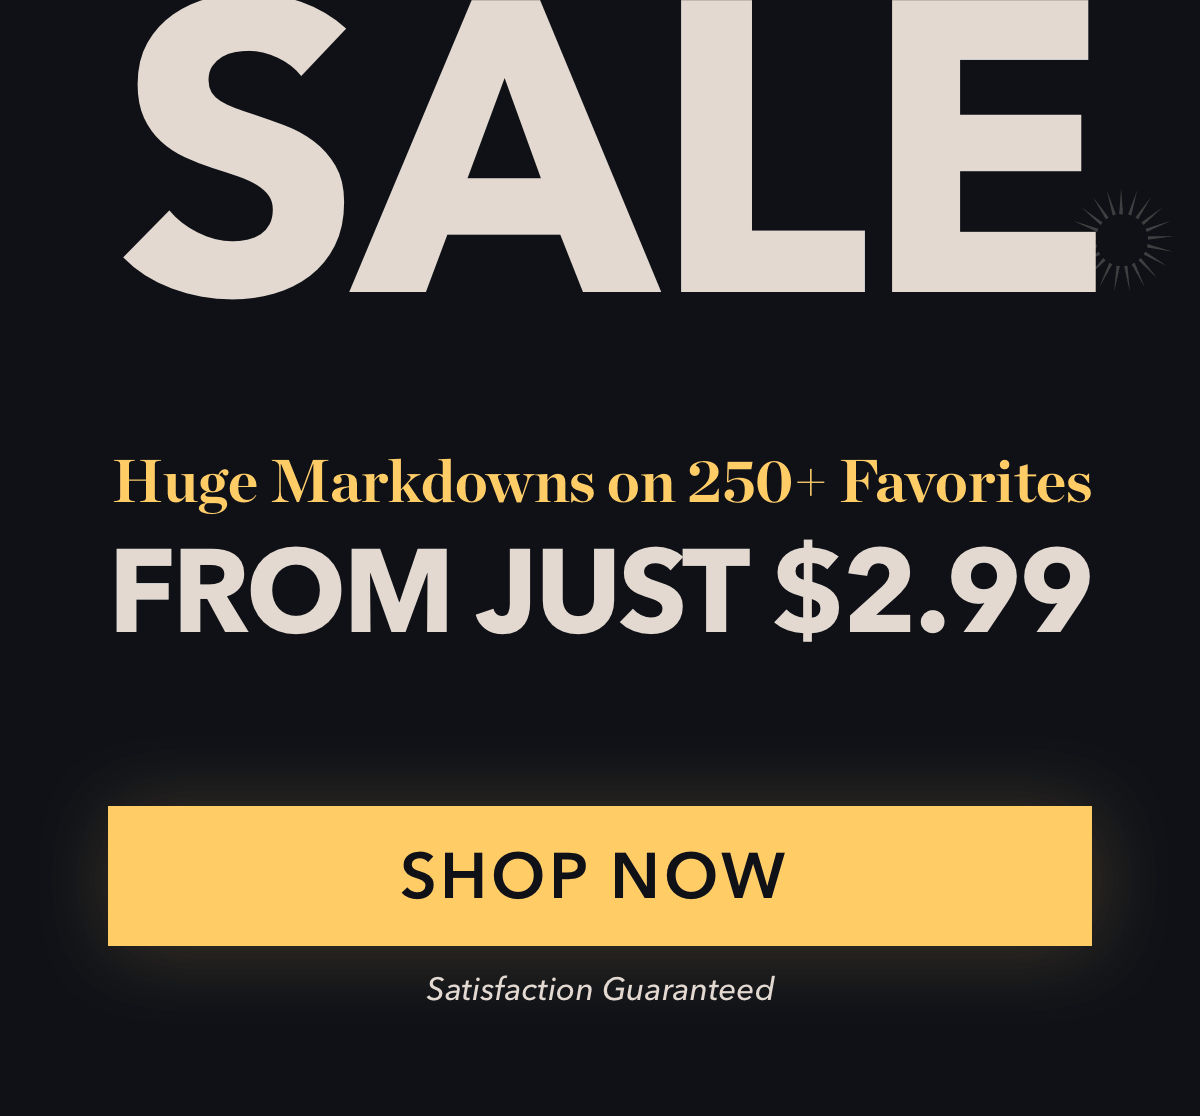 SALE
Huge Markdowns on 250+ Favorites
FROM JUST $2.99
SHOP NOW
Satisfaction Guaranteed